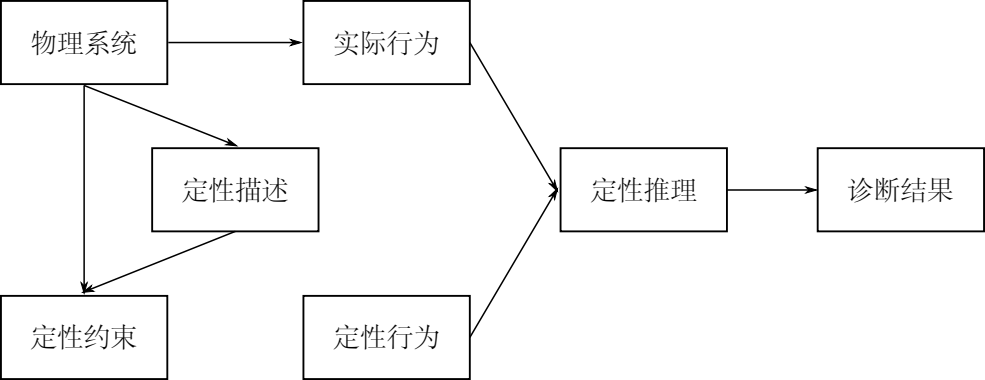 物理系统
实际行为
定性描述
定性推理
诊断结果
定性约束
定性行为